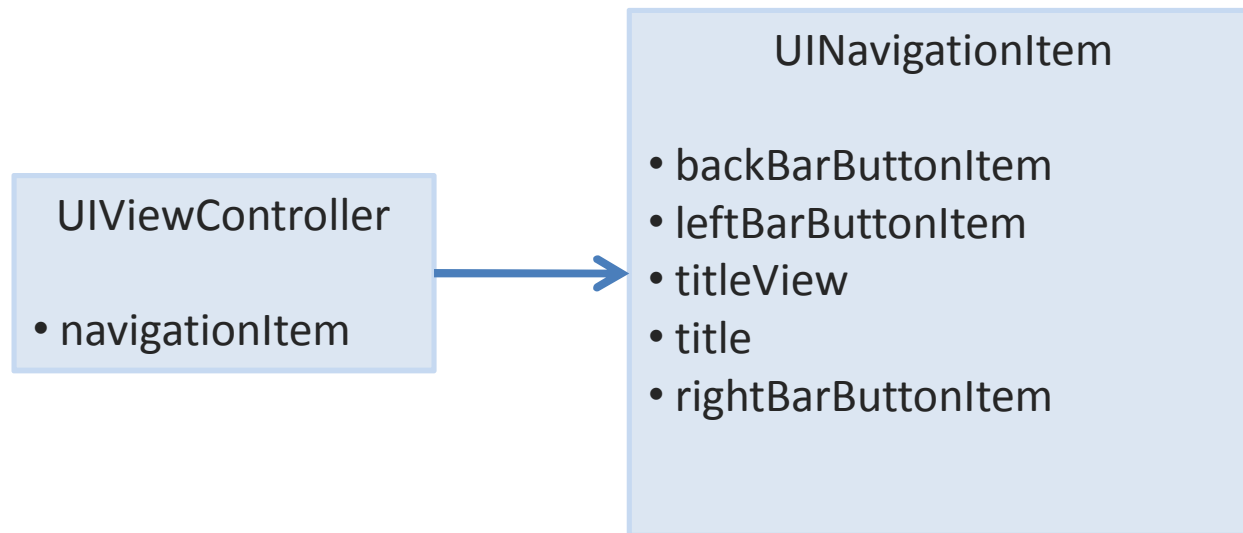 UIViewController
• navigationItem
UINavigationItem
• backBarButtonItem
• leftBarButtonItem
• titleView
• title
• rightBarButtonItem